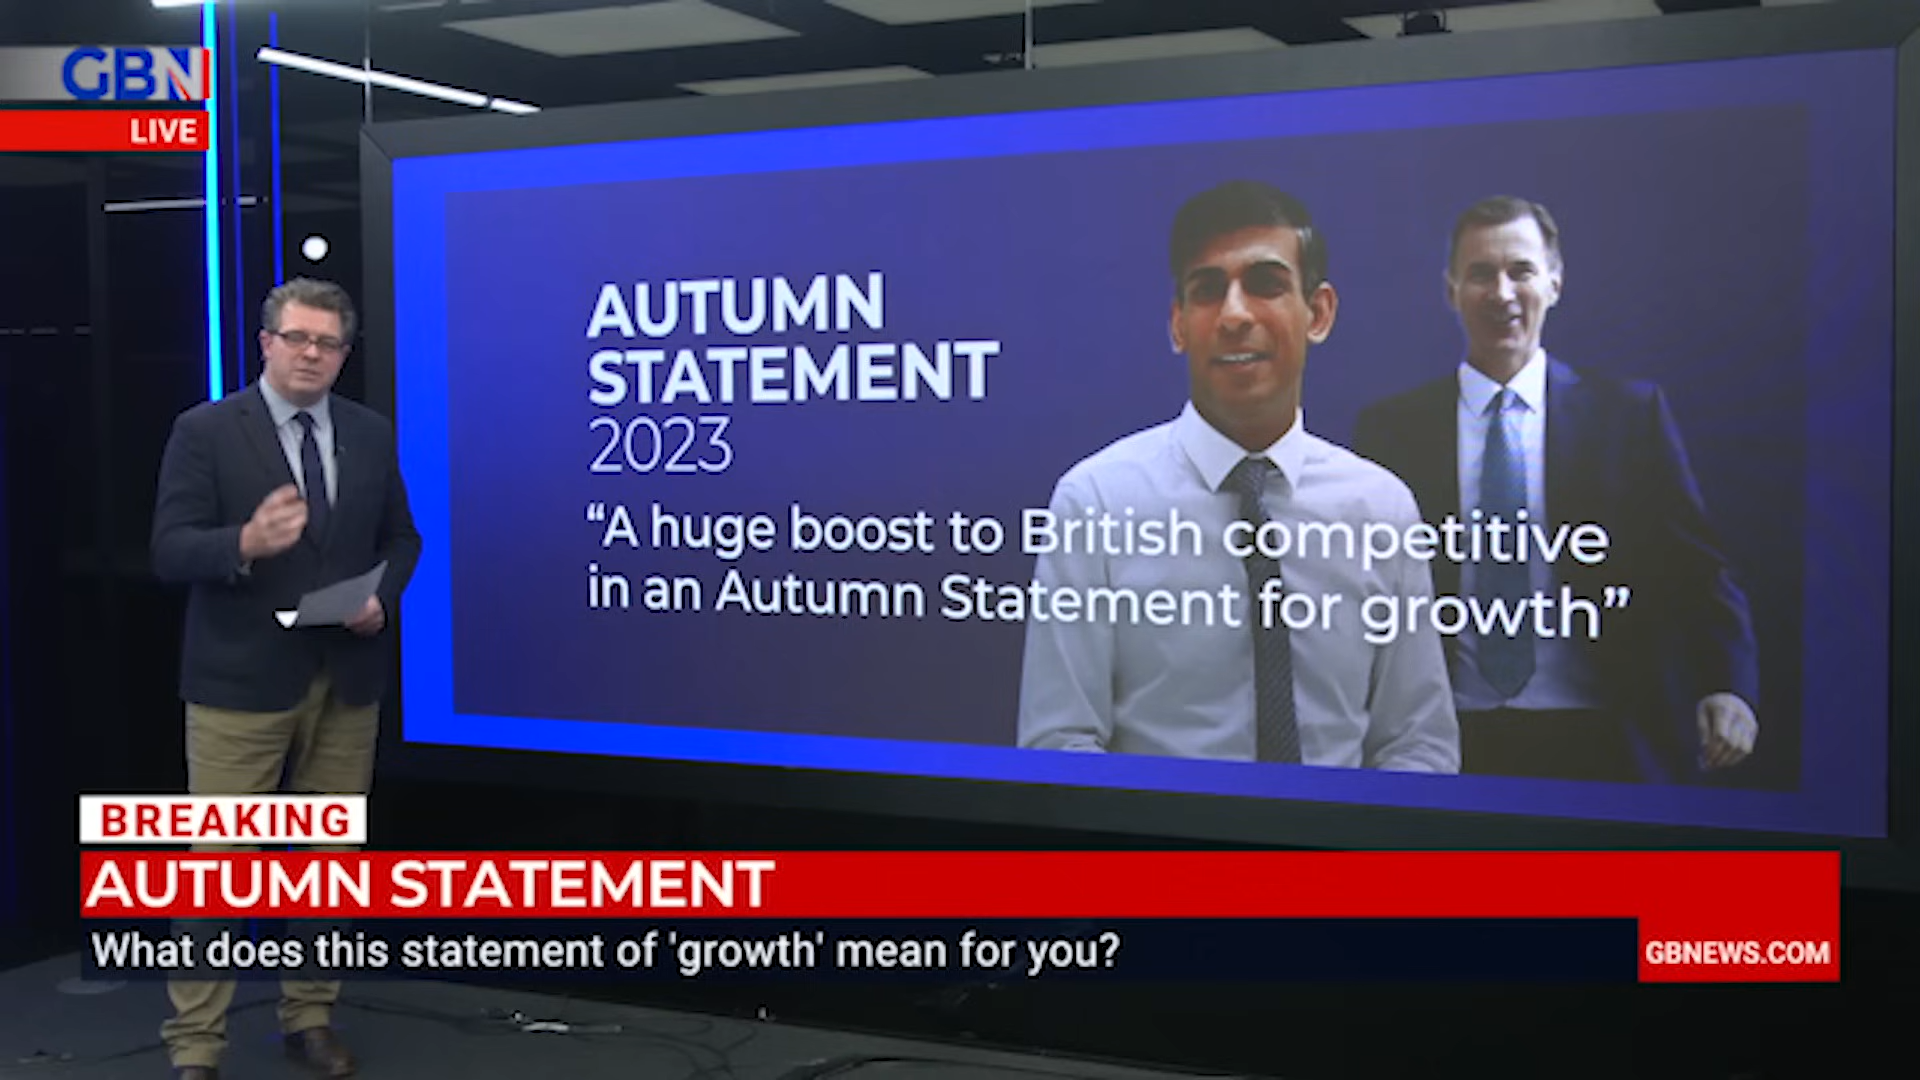 GBN
LIVE
AUTUMN
STATEMENT
2023
“A huge boost to British competitive
in an Autumn Statement for growth”
BREAKING
AUTUMN STATEMENT
What does this statement of 'growth' mean for you?
GBNEWS.COM